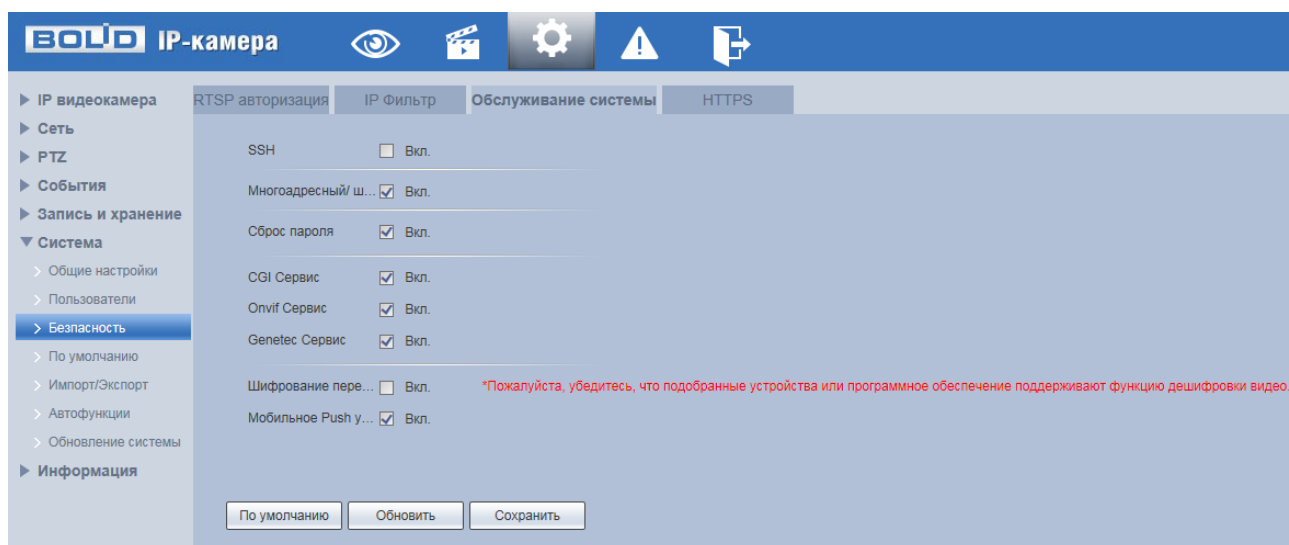 BOLID IP-камера
IP видеокамера
Сеть
PTZ
События
Запись и хранение
Система
Общие настройки
Пользователи
Безпасность
По умолчанию
Импорт/Экспорт
Автофункции
Обновление системы
Информация
RTSP авторизация IP Фильтр Обслуживание системы HTTPS
SSH Вкл.
Многоадресный/ ш... Вкл.
Сброс пароля Вкл.
CGI Сервис Вкл.
Onvif Сервис Вкл.
Genetec Сервис Вкл.
Шифрование пере... Вкл. *Пожалуйста, убедитесь, что подобранные устройства или программное обеспечение поддерживают функцию дешифровки видео.
Мобильное Push у... Вкл.
По умолчанию Обновить Сохранить